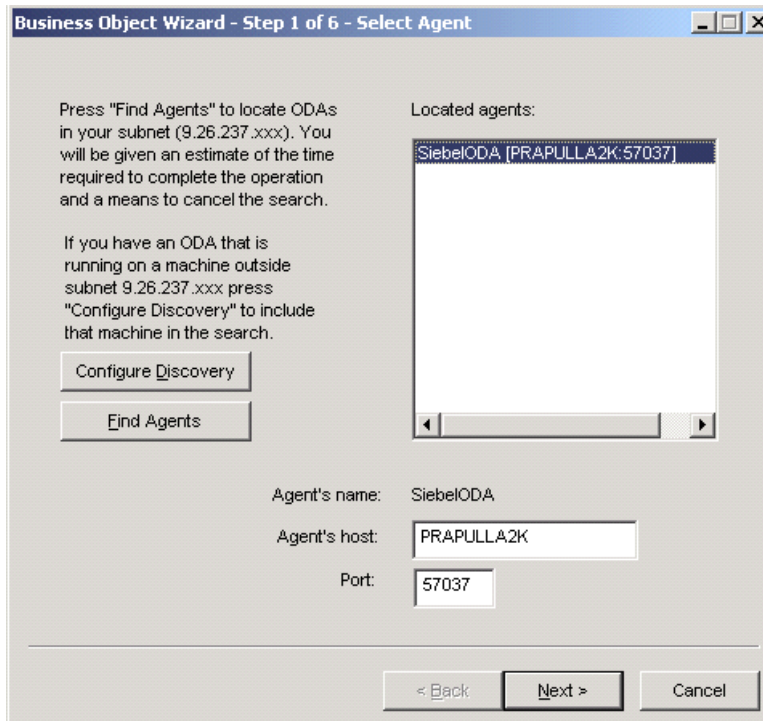 Business Object Wizard - Step 1 of 6 - Select Agent
Press "Find Agents" to locate ODAs
in your subnet (9.26.237.xxx). You
will be given an estimate of the time
required to complete the operation
and a means to cancel the search.
If you have an ODA that is
running on a machine outside
subnet 9.26.237.xxx press
"Configure Discovery" to include
that machine in the search.
Configure Discovery
Find Agents
Located agents:
SiebelODA [PRAPULLA2K:57037]
Agent's name: SiebelODA
Agent's host: PRAPULLA2K
Port: 57037
< Back Next > Cancel